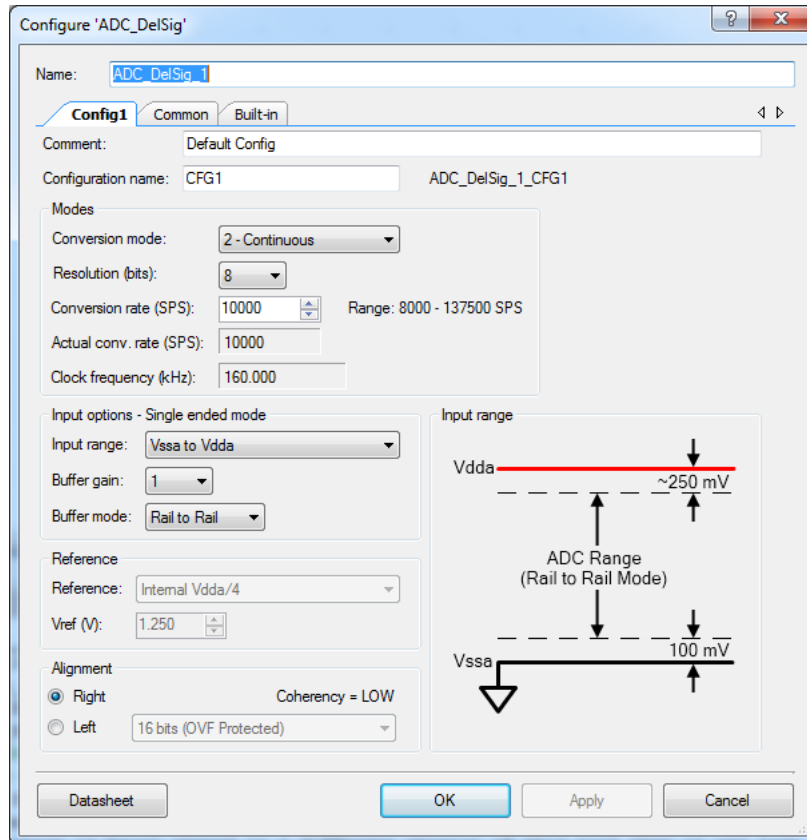 Configure 'ADC_DelSig'
Name: ADC_DelSig_1
Config1 Common Built-in
Comment: Default Config
Configuration name: CFG1 ADC_DelSig_1_CFG1
Modes
Conversion mode: 2 - Continuous
Resolution (bits): 8
Conversion rate (SPS): 10000 Range: 8000 - 137500 SPS
Actual conv. rate (SPS): 10000
Clock frequency (kHz): 160.000
Input options - Single ended mode
Input range: Vssa to Vdda
Buffer gain: 1
Buffer mode: Rail to Rail
Input range
Vdda
~250 mV
ADC Range
(Rail to Rail Mode)
100 mV
Vssa
Reference
Reference: Internal Vdda/4
Vref (V): 1.250
Alignment
Right Coherency = LOW
Left 16 bits (OVF Protected)
Datasheet OK Apply Cancel